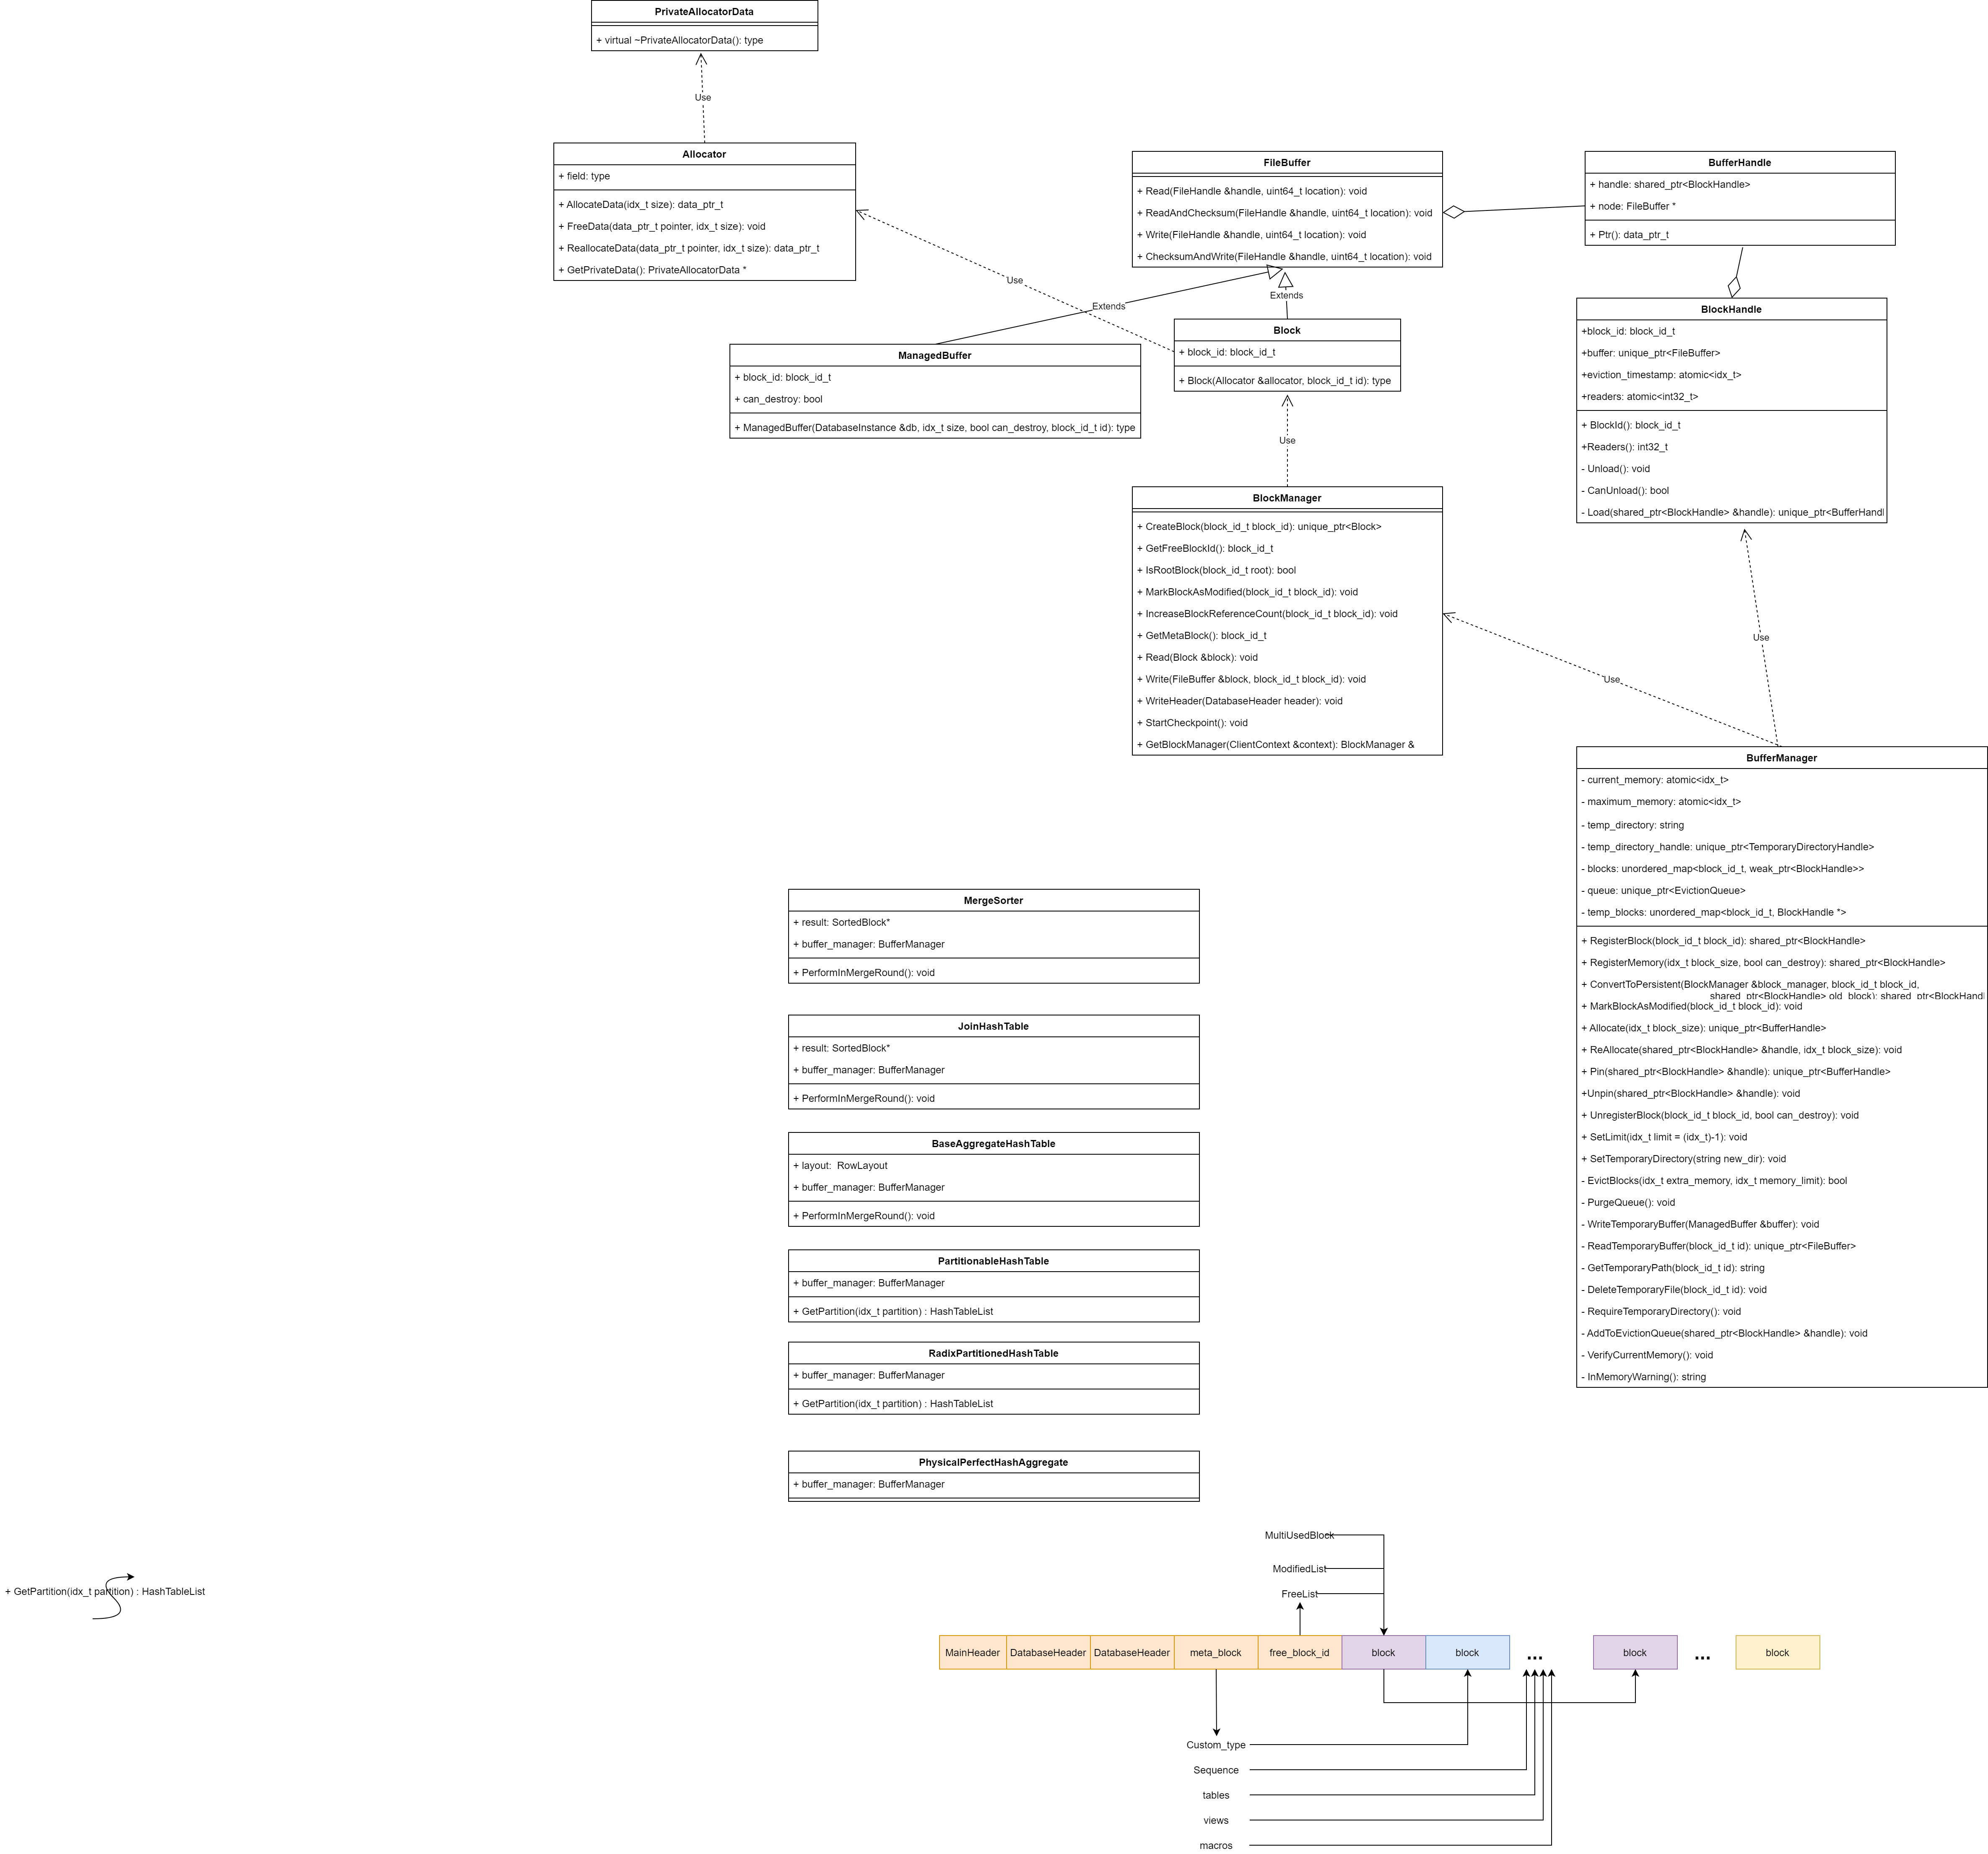 PrivateAllocatorData
+ virtual ~PrivateAllocatorData(): type
Use
Allocator
+ field: type
+ AllocateData(idx_t size): data_ptr_t
+ FreeData(data_ptr_t pointer, idx_t size): void
+ ReallocateData(data_ptr_t pointer, idx_t size): data_ptr_t
+ GetPrivateData(): PrivateAllocatorData *
FileBuffer
+ Read(FileHandle &handle, uint64_t location): void
+ ReadAndChecksum(FileHandle &handle, uint64_t location): void
+ Write(FileHandle &handle, uint64_t location): void
+ ChecksumAndWrite(FileHandle &handle, uint64_t location): void
BufferHandle
+ handle: shared_ptr<BlockHandle>
+ node: FileBuffer *
+ Ptr(): data_ptr_t
Use
Extends
Extends
ManagedBuffer
+ block_id: block_id_t
+ can_destroy: bool
+ ManagedBuffer(DatabaseInstance &db, idx_t size, bool can_destroy, block_id_t id): type
Block
+ block_id: block_id_t
+ Block(Allocator &allocator, block_id_t id): type
BlockHandle
+block_id: block_id_t
+buffer: unique_ptr<FileBuffer>
+eviction_timestamp: atomic<idx_t>
+readers: atomic<int32_t>
+ BlockId(): block_id_t
+Readers(): int32_t
- Unload(): void
- CanUnload(): bool
- Load(shared_ptr<BlockHandle> &handle): unique_ptr<BufferHandl
Use
BlockManager
+ CreateBlock(block_id_t block_id): unique_ptr<Block>
+ GetFreeBlockId(): block_id_t
+ IsRootBlock(block_id_t root): bool
+ MarkBlockAsModified(block_id_t block_id): void
+ IncreaseBlockReferenceCount(block_id_t block_id): void
+ GetMetaBlock(): block_id_t
+ Read(Block &block): void
+ Write(FileBuffer &block, block_id_t block_id): void
+ WriteHeader(DatabaseHeader header): void
+ StartCheckpoint(): void
+ GetBlockManager(ClientContext &context): BlockManager &
Use
Use
BufferManager
- current_memory: atomic<idx_t>
- maximum_memory: atomic<idx_t>
- temp_directory: string
- temp_directory_handle: unique_ptr<TemporaryDirectoryHandle>
- blocks: unordered_map<block_id_t, weak_ptr<BlockHandle>>
- queue: unique_ptr<EvictionQueue>
- temp_blocks: unordered_map<block_id_t, BlockHandle *>
+ RegisterBlock(block_id_t block_id): shared_ptr<BlockHandle>
+ RegisterMemory(idx_t block_size, bool can_destroy): shared_ptr<BlockHandle>
+ ConvertToPersistent(BlockManager &block_manager, block_id_t block_id,
shared_ptr<BlockHandle> old_block): shared_ptr<BlockHandl
+ MarkBlockAsModified(block_id_t block_id): void
+ Allocate(idx_t block_size): unique_ptr<BufferHandle>
+ ReAllocate(shared_ptr<BlockHandle> &handle, idx_t block_size): void
+ Pin(shared_ptr<BlockHandle> &handle): unique_ptr<BufferHandle>
+Unpin(shared_ptr<BlockHandle> &handle): void
+ UnregisterBlock(block_id_t block_id, bool can_destroy): void
+ SetLimit(idx_t limit = (idx_t)-1): void
+ SetTemporaryDirectory(string new_dir): void
- EvictBlocks(idx_t extra_memory, idx_t memory_limit): bool
- PurgeQueue(): void
- WriteTemporaryBuffer(ManagedBuffer &buffer): void
- ReadTemporaryBuffer(block_id_t id): unique_ptr<FileBuffer>
- GetTemporaryPath(block_id_t id): string
- DeleteTemporaryFile(block_id_t id): void
- RequireTemporaryDirectory(): void
- AddToEvictionQueue(shared_ptr<BlockHandle> &handle): void
- VerifyCurrentMemory(): void
- InMemoryWarning(): string
MergeSorter
+ result: SortedBlock*
+ buffer_manager: BufferManager
+ PerformInMergeRound(): void
JoinHashTable
+ result: SortedBlock*
+ buffer_manager: BufferManager
+ PerformInMergeRound(): void
BaseAggregateHashTable
+ layout:  RowLayout
+ buffer_manager: BufferManager
+ PerformInMergeRound(): void
PartitionableHashTable
+ buffer_manager: BufferManager
+ GetPartition(idx_t partition) : HashTableList
RadixPartitionedHashTable
+ buffer_manager: BufferManager
+ GetPartition(idx_t partition) : HashTableList
PhysicalPerfectHashAggregate
+ buffer_manager: BufferManager
+ GetPartition(idx_t partition) : HashTableList
MultiUsedBlock
ModifiedList
FreeList
MainHeader DatabaseHeader DatabaseHeader meta_block free_block_id block block ... block ... block
Custom_type
Sequence
tables
views
macros